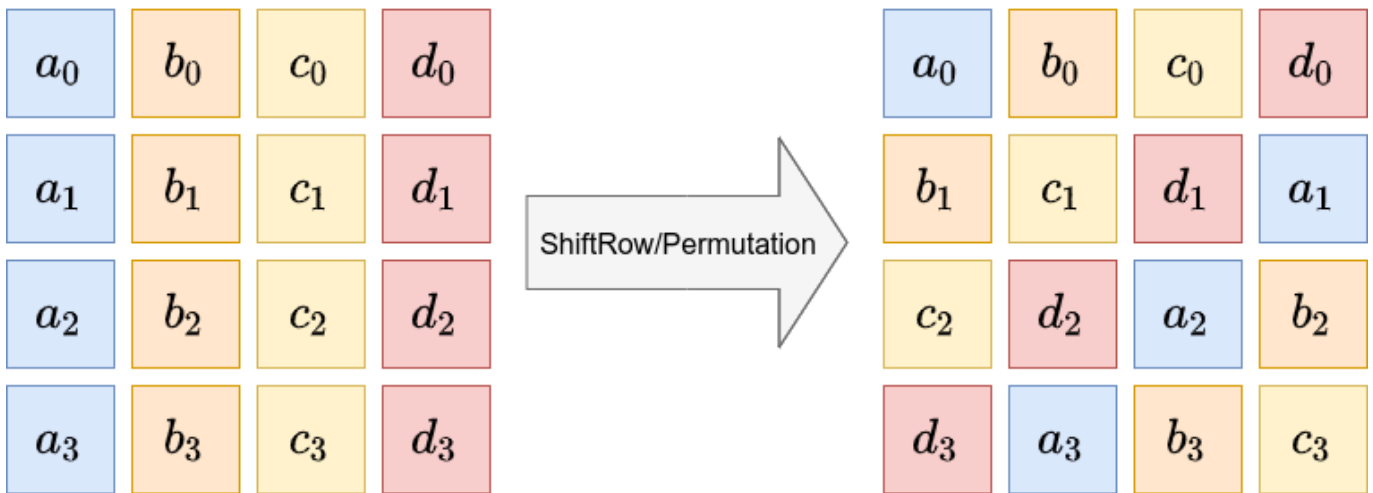 a₀ b₀ c₀ d₀
a₁ b₁ c₁ d₁
a₂ b₂ c₂ d₂
a₃ b₃ c₃ d₃
ShiftRow/Permutation
a₀ b₀ c₀ d₀
b₁ c₁ d₁ a₁
c₂ d₂ a₂ b₂
d₃ a₃ b₃ c₃